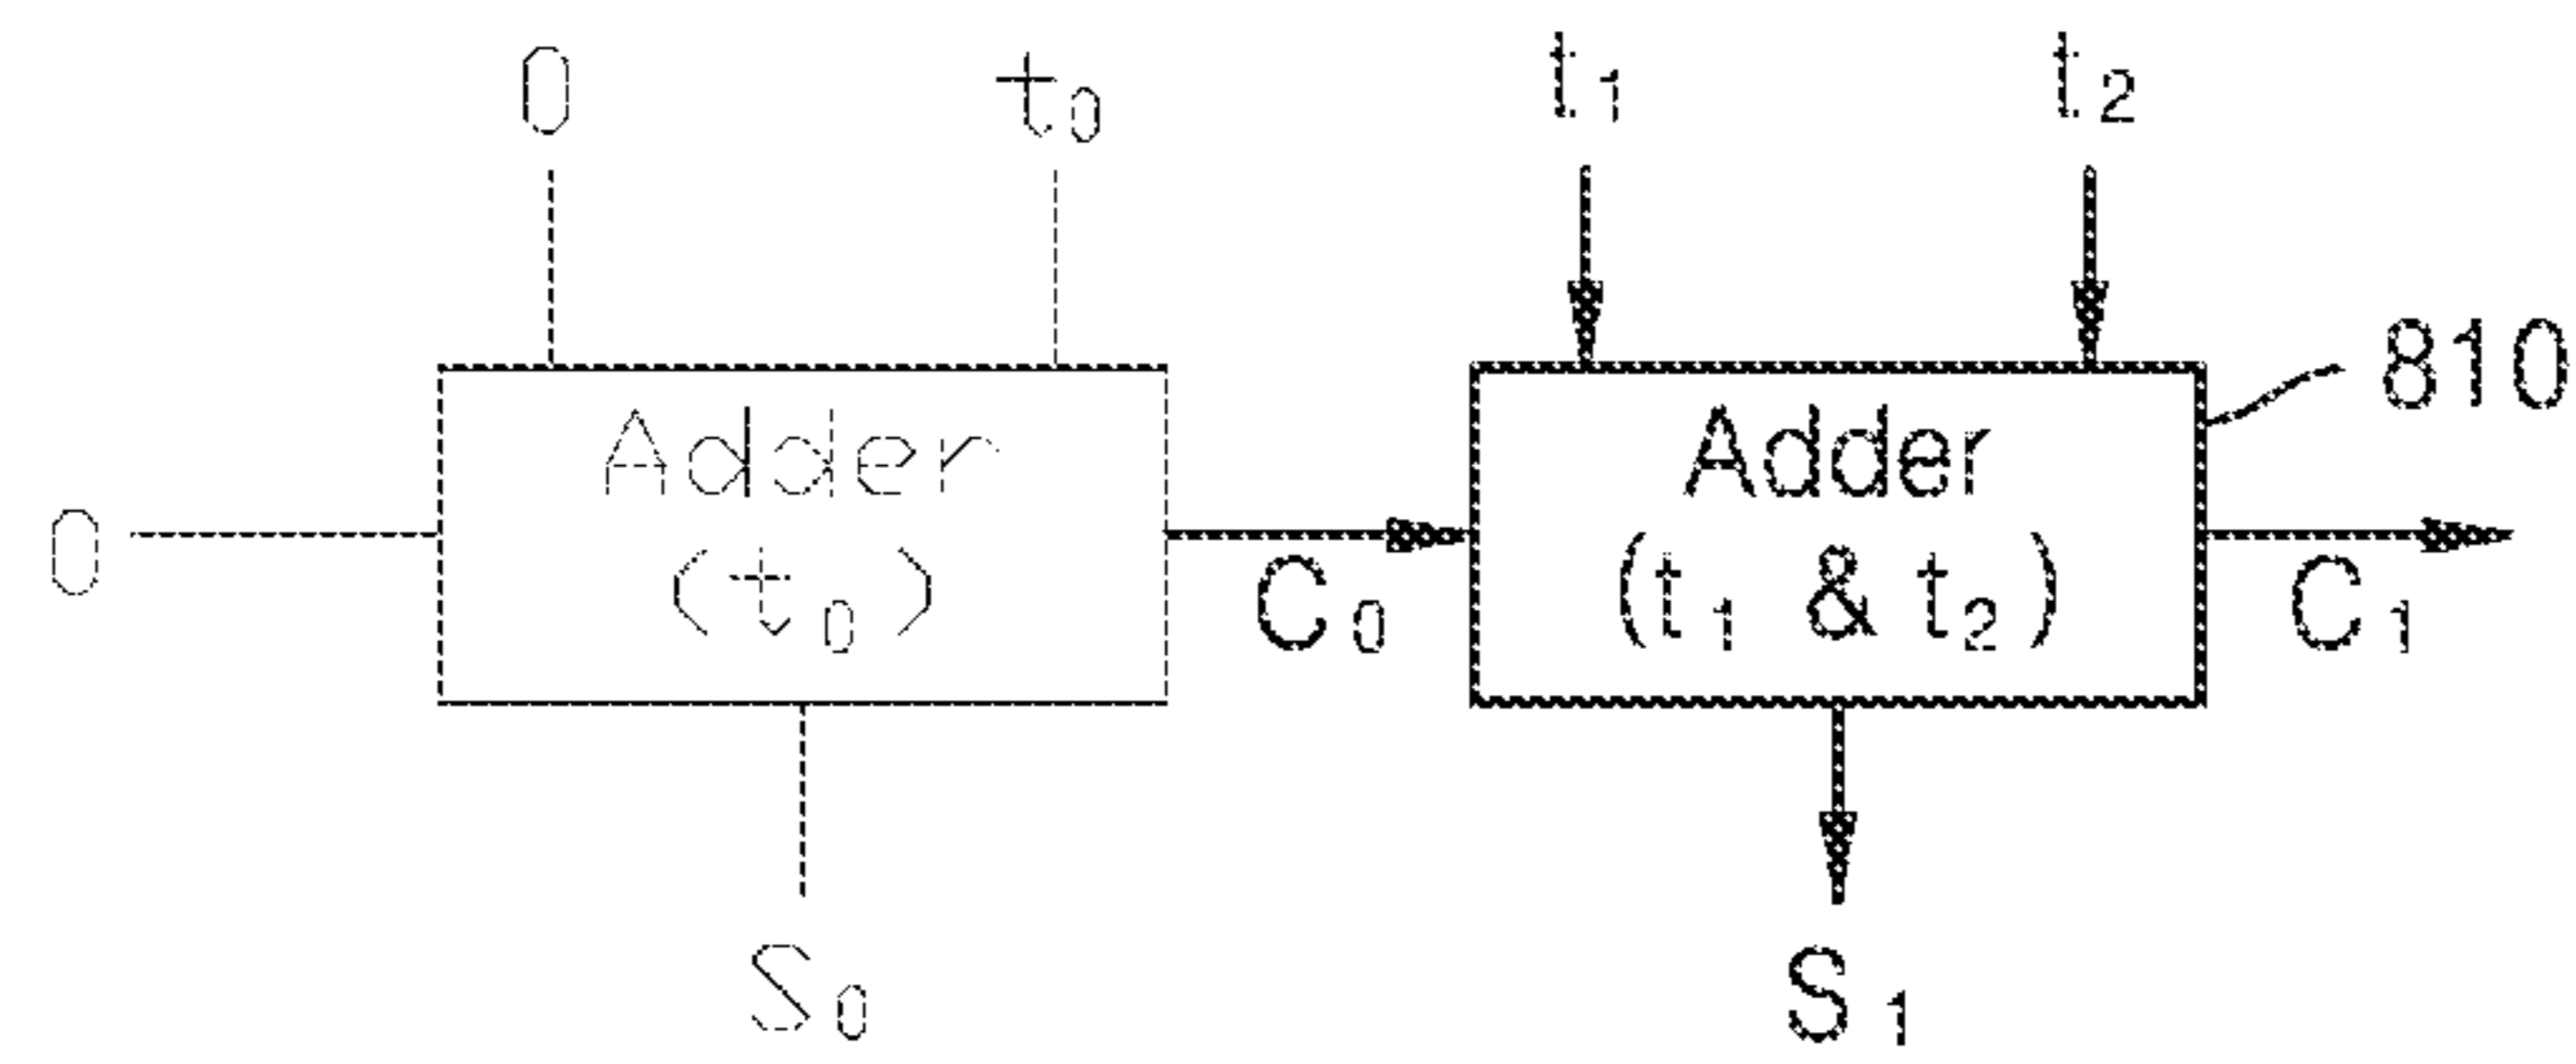 0 t0 t1 t2
810
Adder Adder
0 (t0) C0 (t1 & t2) C1
S0 S1